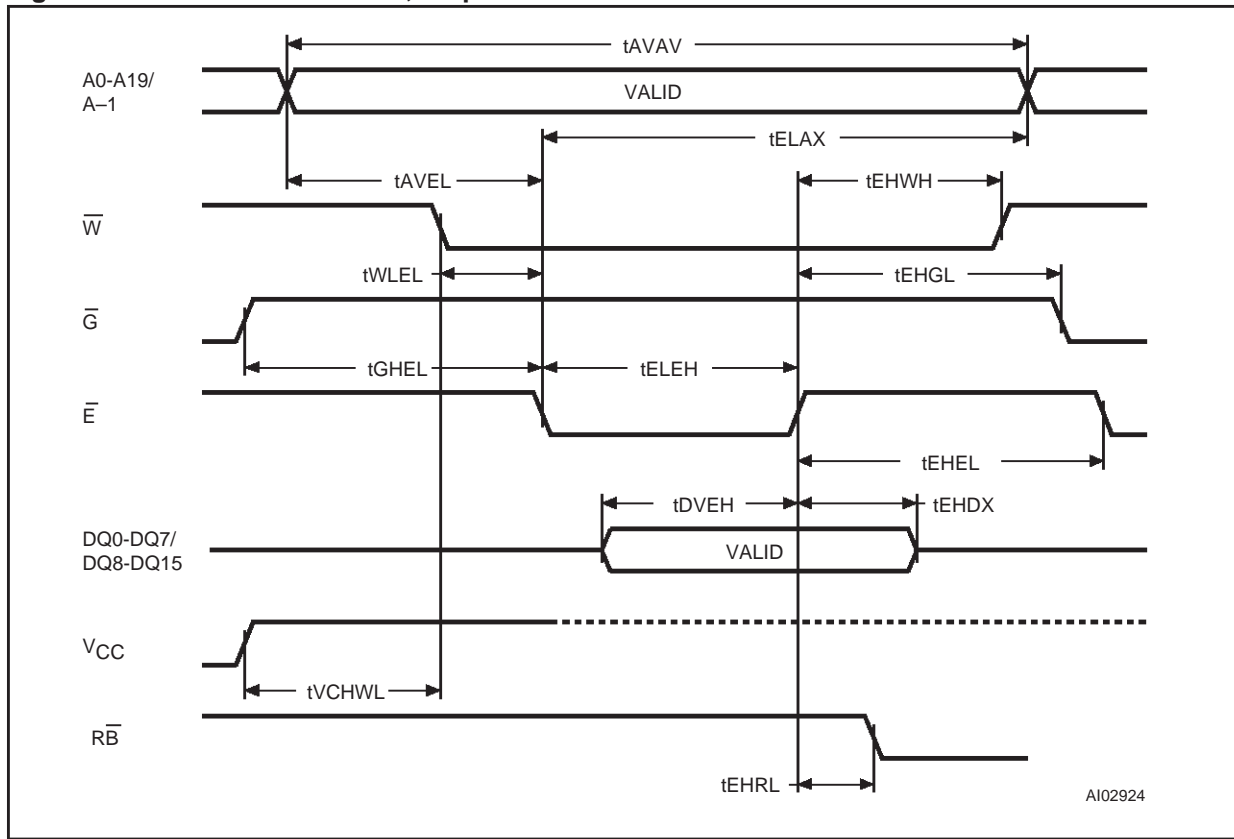 tAVAV
A0-A19/
A–1
VALID
tELAX
tAVEL
tEHWH
W̅
tWLEL
tEHGL
G̅
tGHEL
tELEH
E̅
tEHEL
tDVEH
tEHDX
DQ0-DQ7/
DQ8-DQ15
VALID
VCC
tVCHWL
RB̅
tEHRL
AI02924